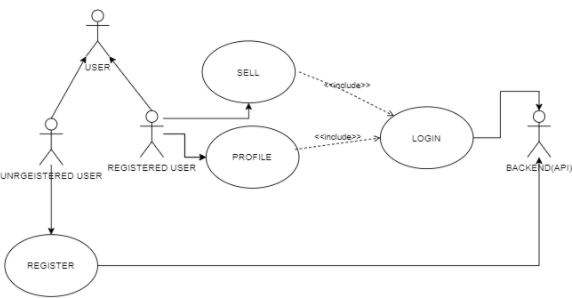 USER
SELL
<<include>>
UNRGEISTERED USER
REGISTERED USER
<<include>>
PROFILE
LOGIN
BACKEND(API)
REGISTER